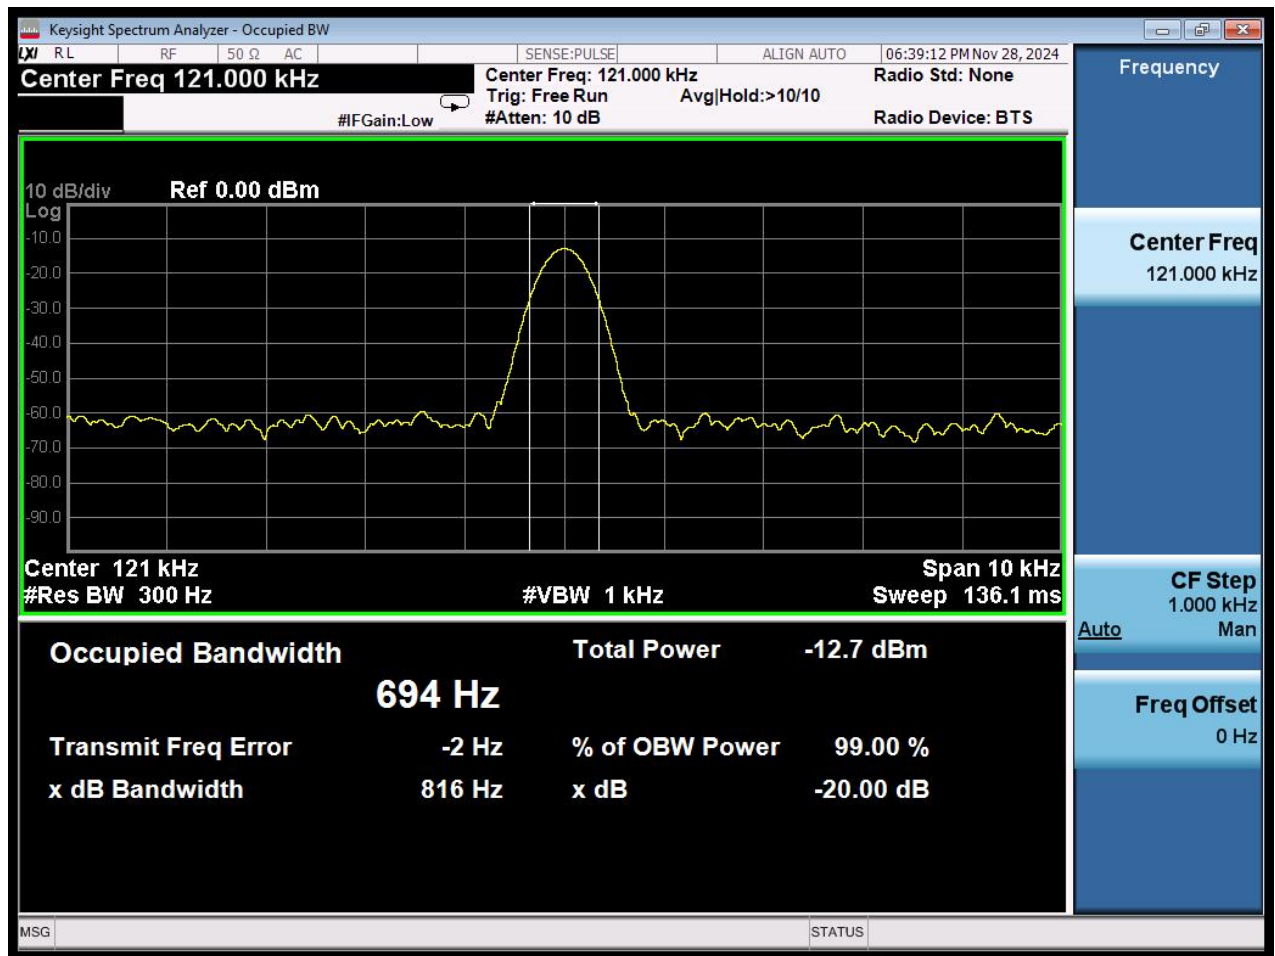 Keysight Spectrum Analyzer - Occupied BW
LXI RL RF 50 Ω AC SENSE:PULSE ALIGN AUTO 06:39:12 PM Nov 28, 2024
Center Freq 121.000 kHz
Center Freq: 121.000 kHz Radio Std: None
Trig: Free Run Avg|Hold:>10/10
#IFGain:Low #Atten: 10 dB Radio Device: BTS
10 dB/div Ref 0.00 dBm
Log
-10.0
-20.0
-30.0
-40.0
-50.0
-60.0
-70.0
-80.0
-90.0
Center 121 kHz Span 10 kHz
#Res BW 300 Hz #VBW 1 kHz Sweep 136.1 ms
Occupied Bandwidth Total Power -12.7 dBm
694 Hz
Transmit Freq Error -2 Hz % of OBW Power 99.00 %
x dB Bandwidth 816 Hz x dB -20.00 dB
MSG STATUS
Frequency
Center Freq
121.000 kHz
CF Step
1.000 kHz
Auto Man
Freq Offset
0 Hz